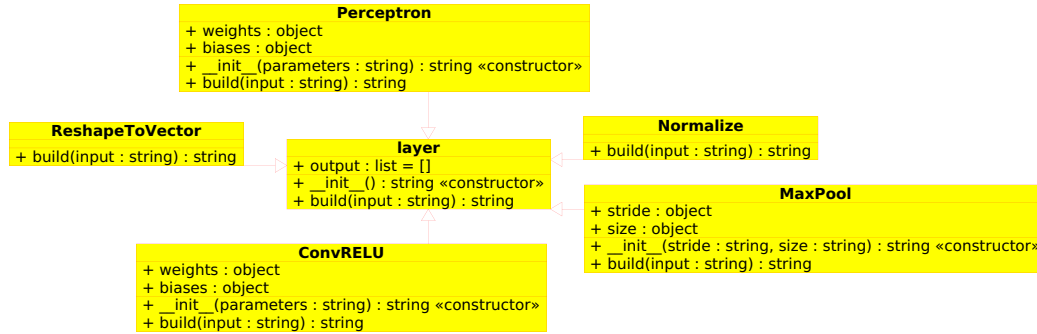 Perceptron
+ weights : object
+ biases : object
+ __init__(parameters : string) : string «constructor»
+ build(input : string) : string
ReshapeToVector
+ build(input : string) : string
layer
+ output : list = []
+ __init__() : string «constructor»
+ build(input : string) : string
Normalize
+ build(input : string) : string
MaxPool
+ stride : object
+ size : object
+ __init__(stride : string, size : string) : string «constructor»
+ build(input : string) : string
ConvRELU
+ weights : object
+ biases : object
+ __init__(parameters : string) : string «constructor»
+ build(input : string) : string